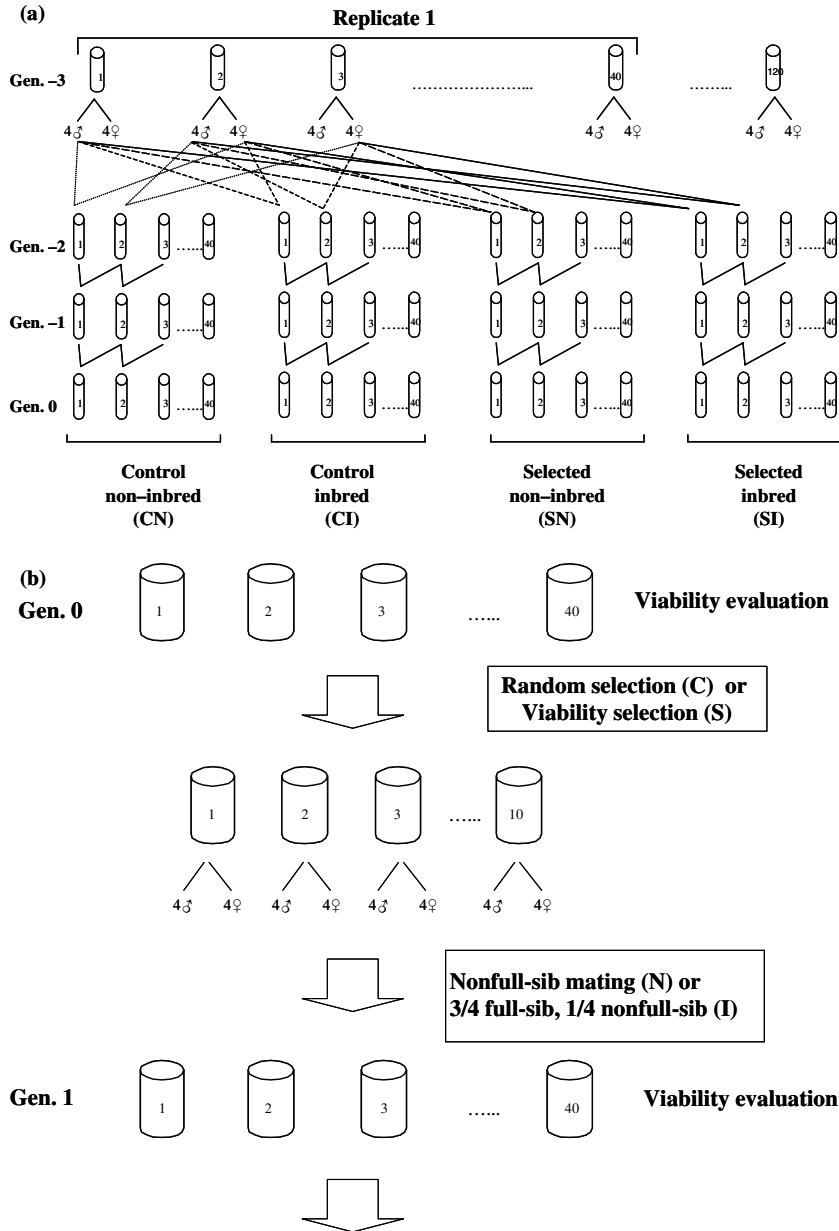 (a)
Replicate 1
Gen. –3 1 2 3 ........................ 40 ........ 120
4♂ 4♀ 4♂ 4♀ 4♂ 4♀ 4♂ 4♀ 4♂ 4♀
Gen. –2 1 2 3 ...... 40 1 2 3 ...... 40 1 2 3 ...... 40 1 2 3 ...... 40
Gen. –1 1 2 3 ...... 40 1 2 3 ...... 40 1 2 3 ...... 40 1 2 3 ...... 40
Gen. 0 1 2 3 ...... 40 1 2 3 ...... 40 1 2 3 ...... 40 1 2 3 ...... 40
Control
non–inbred
(CN)
Control
inbred
(CI)
Selected
non–inbred
(SN)
Selected
inbred
(SI)
(b)
Gen. 0 1 2 3 ...... 40 Viability evaluation
Random selection (C) or
Viability selection (S)
1 2 3 ...... 10
4♂ 4♀ 4♂ 4♀ 4♂ 4♀ 4♂ 4♀
Nonfull-sib mating (N) or
3/4 full-sib, 1/4 nonfull-sib (I)
Gen. 1 1 2 3 ...... 40 Viability evaluation